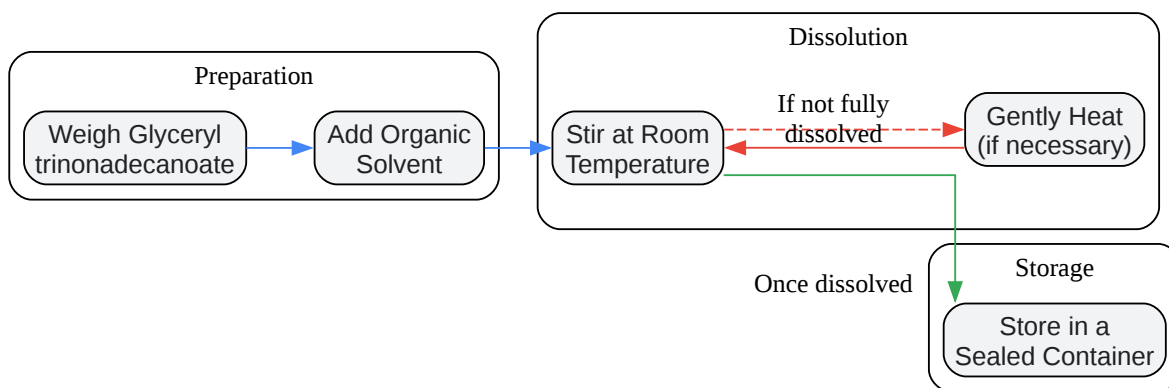 Preparation
Weigh Glyceryl
trinonadecanoate
Add Organic
Solvent
Dissolution
Stir at Room
Temperature
If not fully
dissolved
Gently Heat
(if necessary)
Once dissolved
Storage
Store in a
Sealed Container